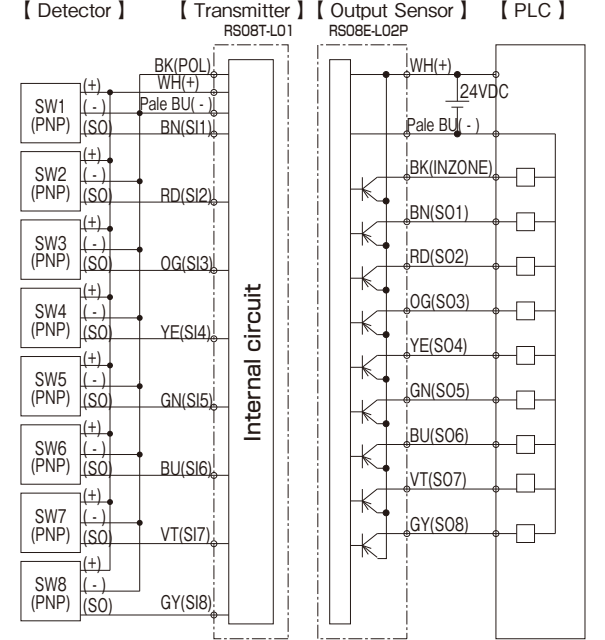 【 Detector 】 【 Transmitter 】 【 Output Sensor 】 【 PLC 】
RS08T-L01 RS08E-L02P
BK(POL)
WH(+)
Pale BU( - )
SW1
(PNP)
(+)
( - )
(SO)
BN(SI1)
SW2
(PNP)
(+)
( - )
(SO)
RD(SI2)
SW3
(PNP)
(+)
( - )
(SO)
OG(SI3)
SW4
(PNP)
(+)
( - )
(SO)
YE(SI4)
SW5
(PNP)
(+)
( - )
(SO)
GN(SI5)
SW6
(PNP)
(+)
( - )
(SO)
BU(SI6)
SW7
(PNP)
(+)
( - )
(SO)
VT(SI7)
SW8
(PNP)
(+)
( - )
(SO)
GY(SI8)
Internal circuit
WH(+)
24VDC
Pale BU( - )
BK(INZONE)
BN(SO1)
RD(SO2)
OG(SO3)
YE(SO4)
GN(SO5)
BU(SO6)
VT(SO7)
GY(SO8)